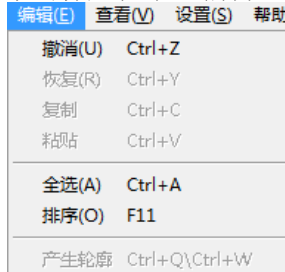 编辑(E) 查看(V) 设置(S) 帮助
撤消(U) Ctrl+Z
恢复(R) Ctrl+Y
复制 Ctrl+C
粘贴 Ctrl+V
全选(A) Ctrl+A
排序(O) F11
产生轮廓 Ctrl+Q\Ctrl+W